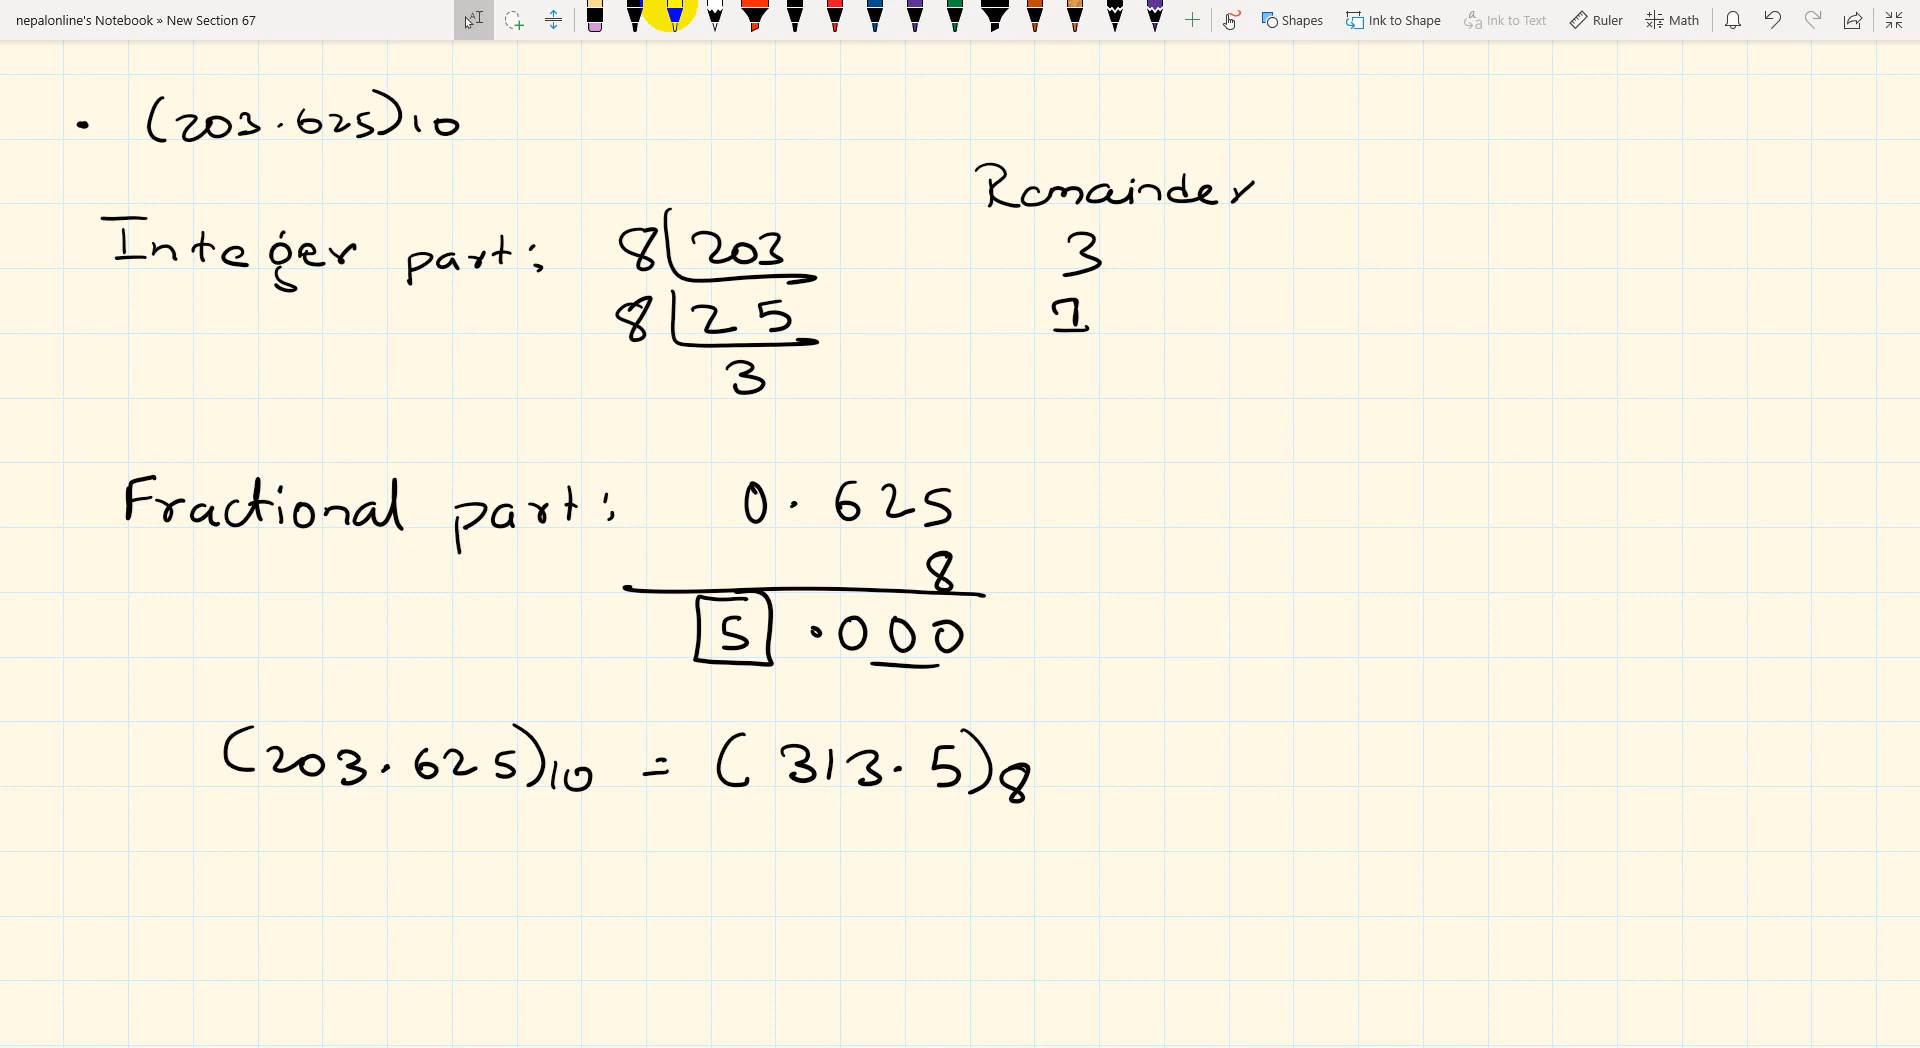 nepalonline's Notebook » New Section 67
Shapes Ink to Shape Ink to Text Ruler Math
• (203.625)10
Remainder
Integer part: 8 203 3
8 25 1
3
Fractional part: 0.625
8
5 .000
(203.625)10 = (313.5)8